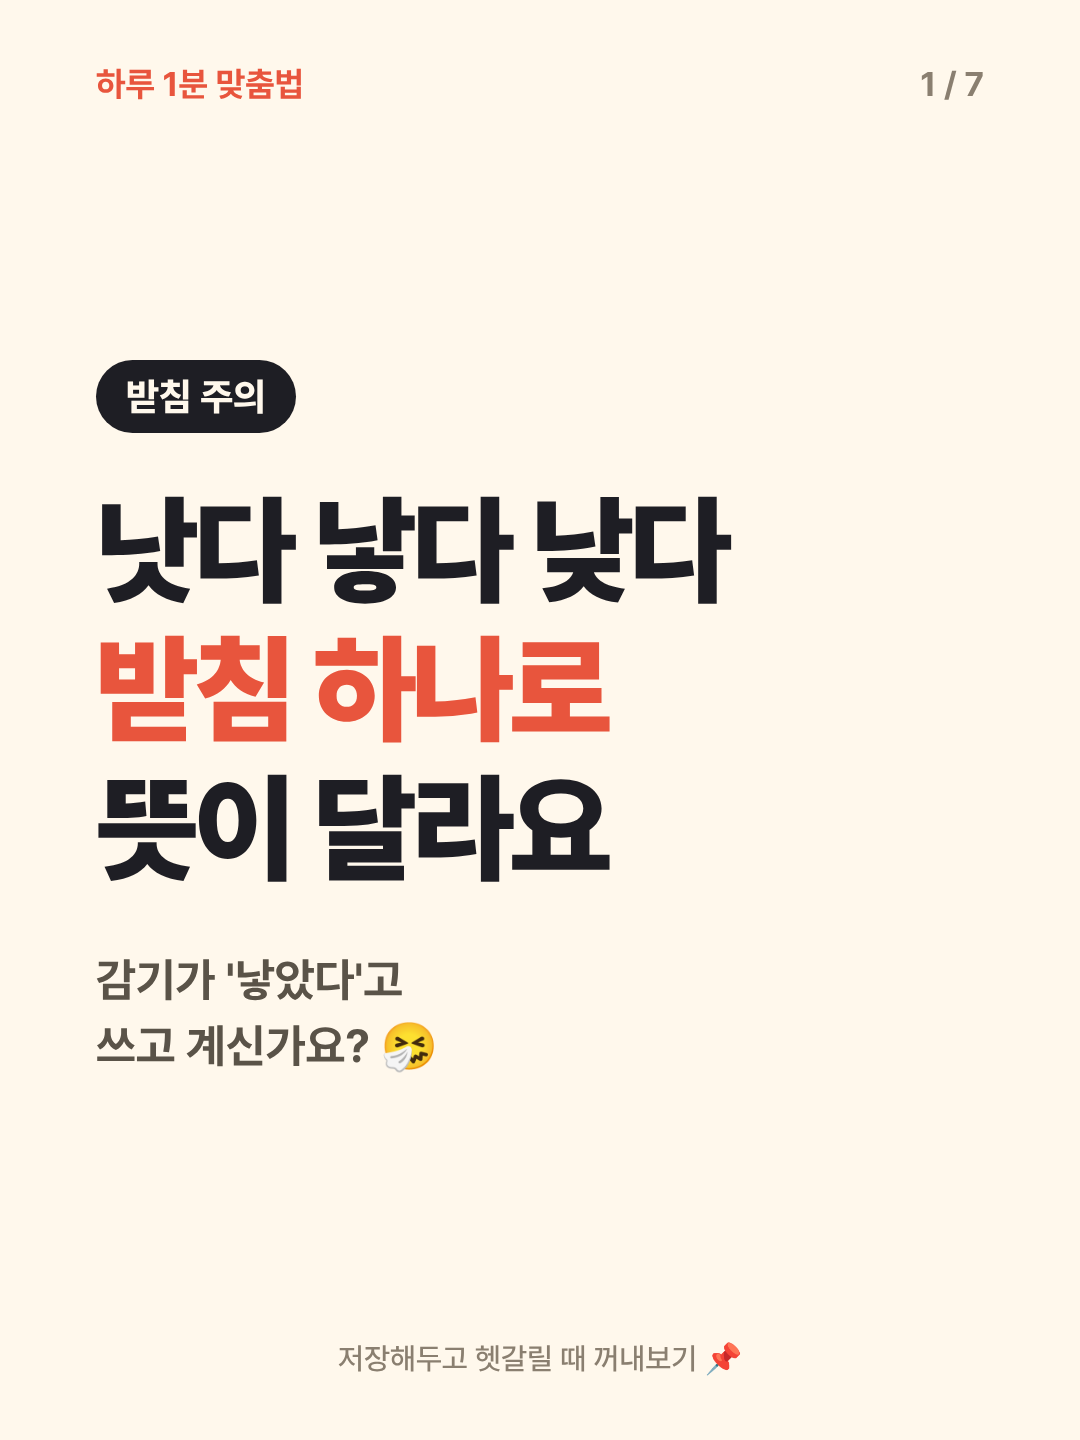 하루 1분 맞춤법
1 / 7
받침 주의
낫다 낳다 낮다
받침 하나로
뜻이 달라요
감기가 '낳았다'고
쓰고 계신가요? 🤧
저장해두고 헷갈릴 때 꺼내보기 📌